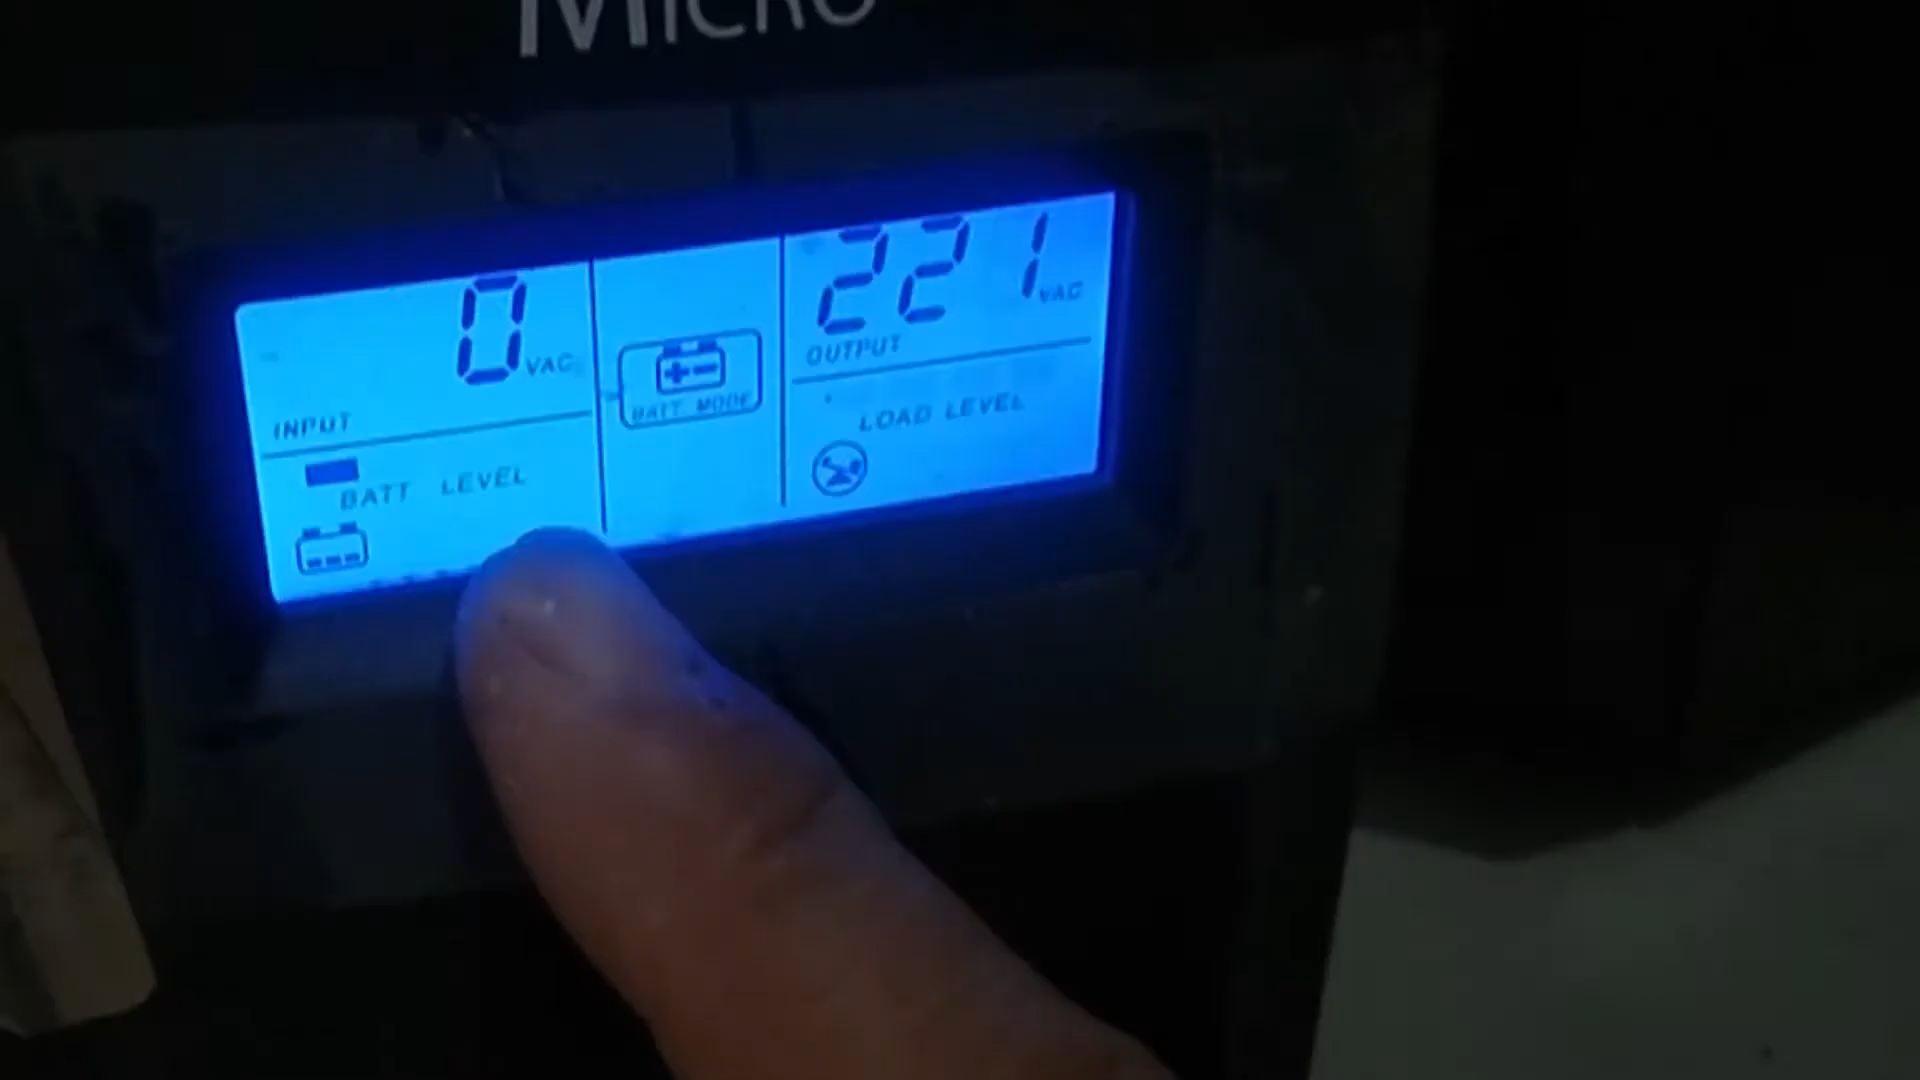 MICRO
0 VAC
INPUT
BATT LEVEL
BATT MODE
221 VAC
OUTPUT
LOAD LEVEL